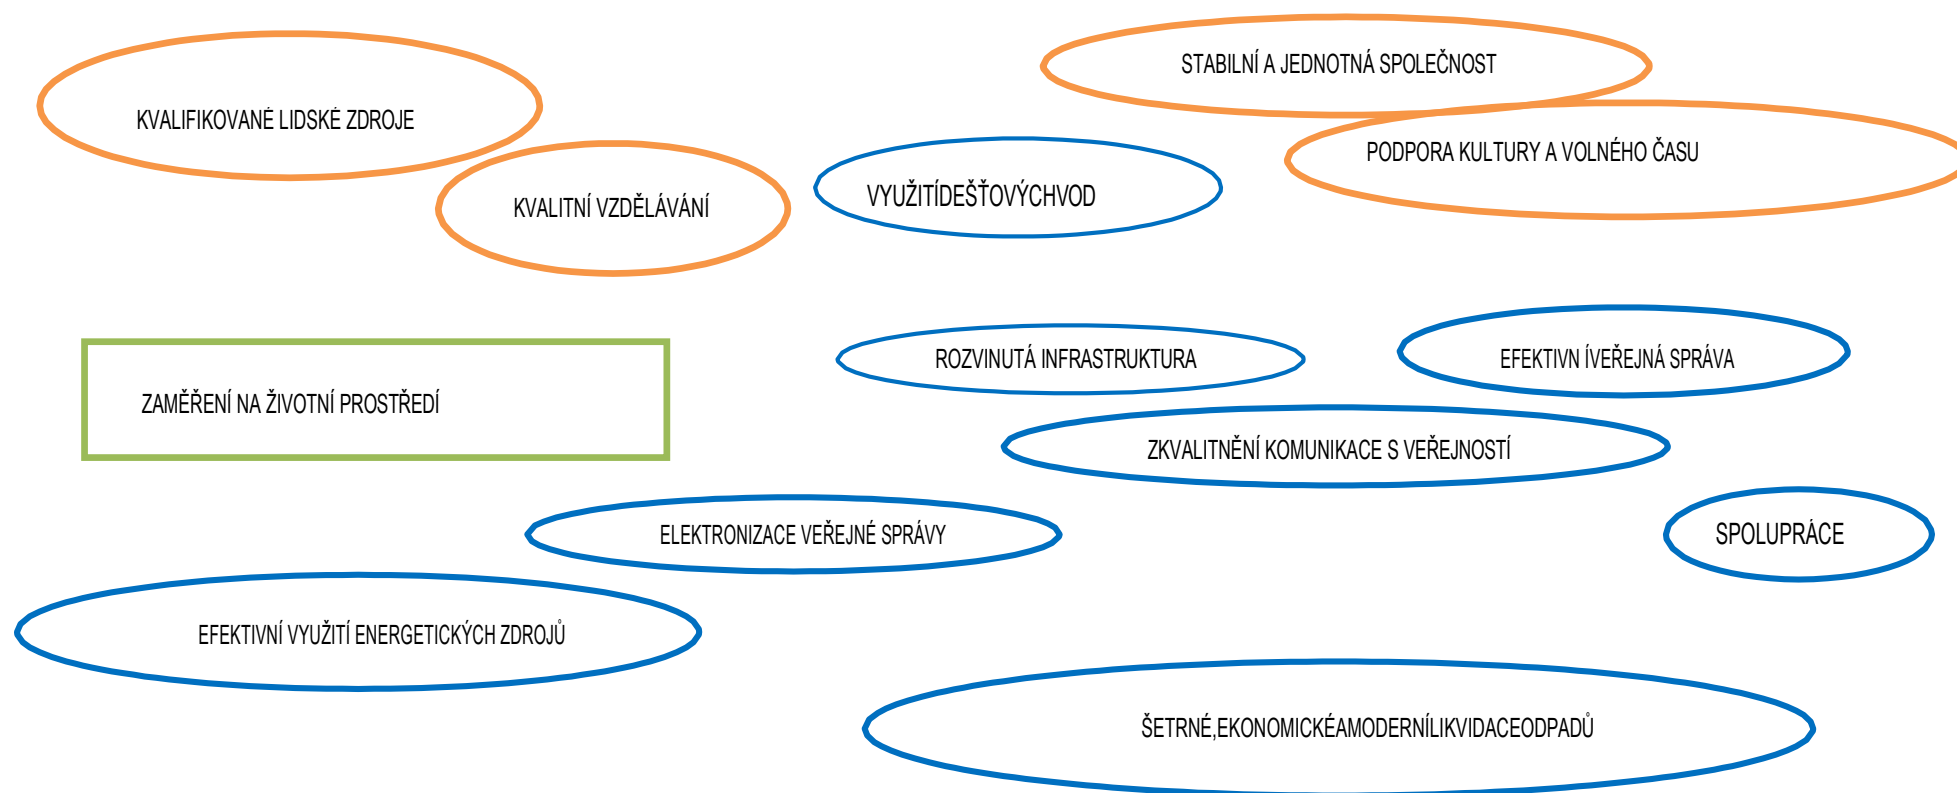 STABILNÍ A JEDNOTNÁ SPOLEČNOST
KVALIFIKOVANÉ LIDSKÉ ZDROJE
PODPORA KULTURY A VOLNÉHO ČASU
VYUŽITÍDEŠŤOVÝCHVOD
KVALITNÍ VZDĚLÁVÁNÍ
ROZVINUTÁ INFRASTRUKTURA
EFEKTIVN ÍVEŘEJNÁ SPRÁVA
ZAMĚŘENÍ NA ŽIVOTNÍ PROSTŘEDÍ
ZKVALITNĚNÍ KOMUNIKACE S VEŘEJNOSTÍ
ELEKTRONIZACE VEŘEJNÉ SPRÁVY
SPOLUPRÁCE
EFEKTIVNÍ VYUŽITÍ ENERGETICKÝCH ZDROJŮ
ŠETRNÉ,EKONOMICKÉAMODERNÍLIKVIDACEODPADŮ